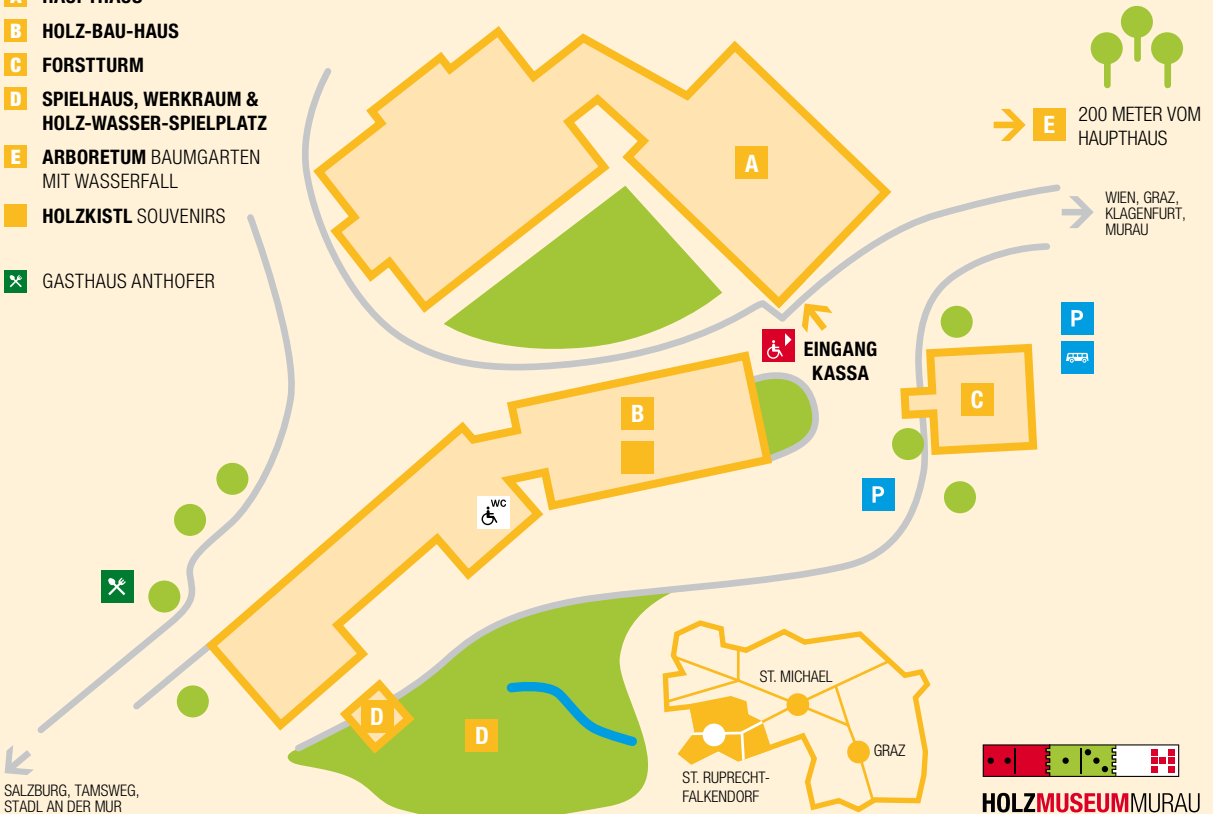 A HAUPTHAUS
B HOLZ-BAU-HAUS
C FORSTTURM
D SPIELHAUS, WERKRAUM &
HOLZ-WASSER-SPIELPLATZ
E ARBORETUM BAUMGARTEN
MIT WASSERFALL
HOLZKISTL SOUVENIRS
GASTHAUS ANTHOFER
E 200 METER VOM
HAUPTHAUS
A
WIEN, GRAZ,
KLAGENFURT,
MURAU
P
EINGANG
KASSA
B
C
P
WC
D
D
ST. MICHAEL
GRAZ
ST. RUPRECHT-
FALKENDORF
SALZBURG, TAMSWEG,
STADL AN DER MUR
HOLZMUSEUMMURAU